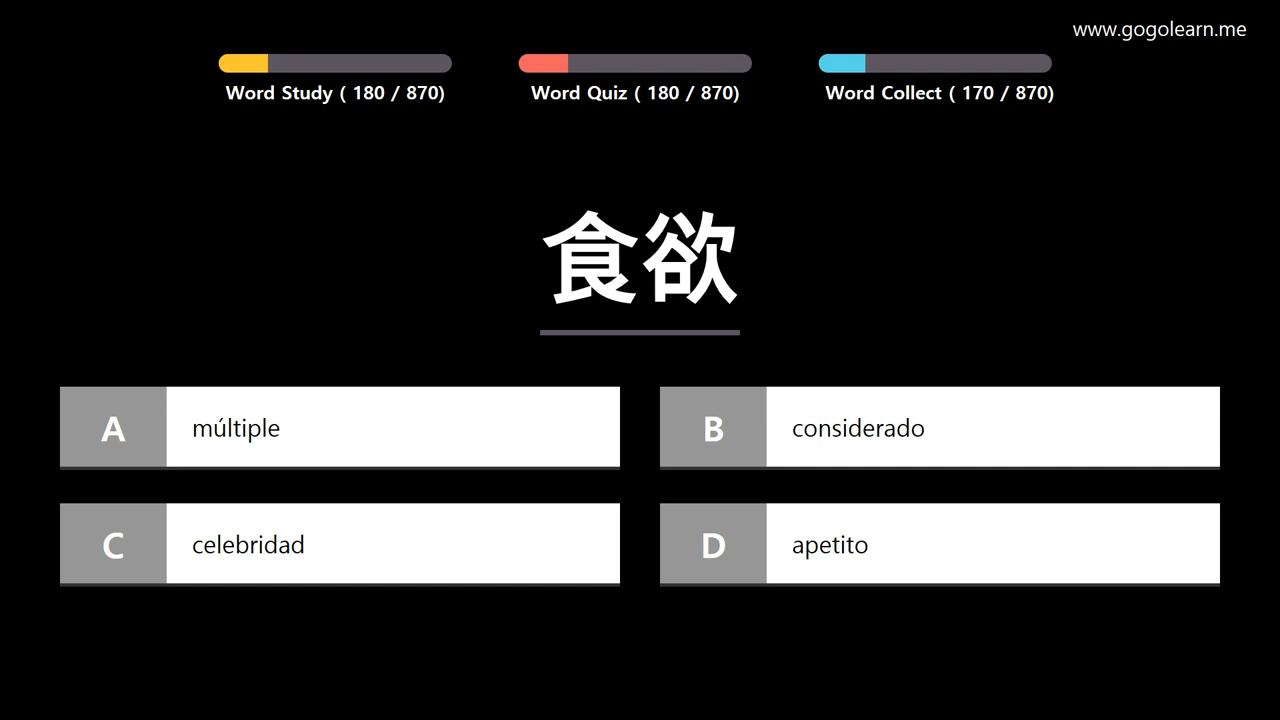 www.gogolearn.me
Word Study ( 180 / 870)
Word Quiz ( 180 / 870)
Word Collect ( 170 / 870)
食欲
A múltiple
B considerado
C celebridad
D apetito